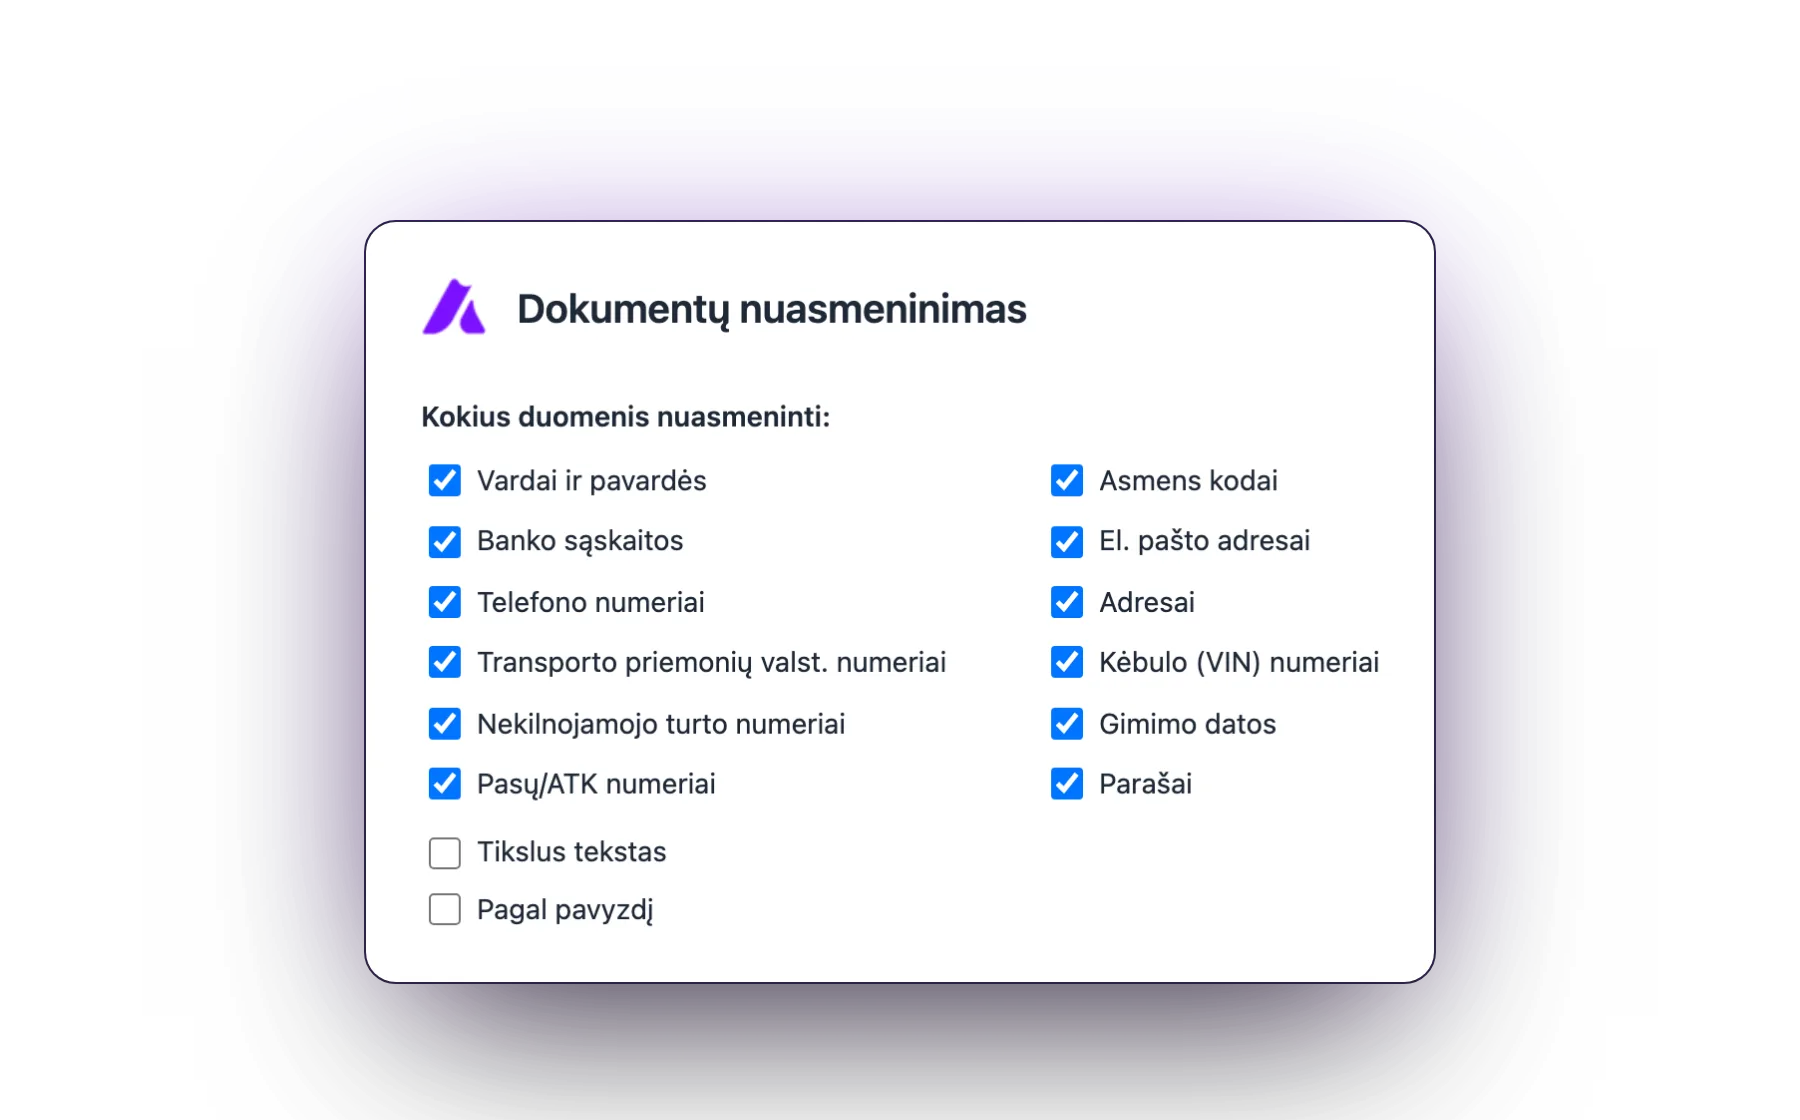 Dokumentų nuasmeninimas
Kokius duomenis nuasmeninti:
Vardai ir pavardės
Asmens kodai
Banko sąskaitos
El. pašto adresai
Telefono numeriai
Adresai
Transporto priemonių valst. numeriai
Kėbulo (VIN) numeriai
Nekilnojamojo turto numeriai
Gimimo datos
Pasų/ATK numeriai
Parašai
Tikslus tekstas
Pagal pavyzdį